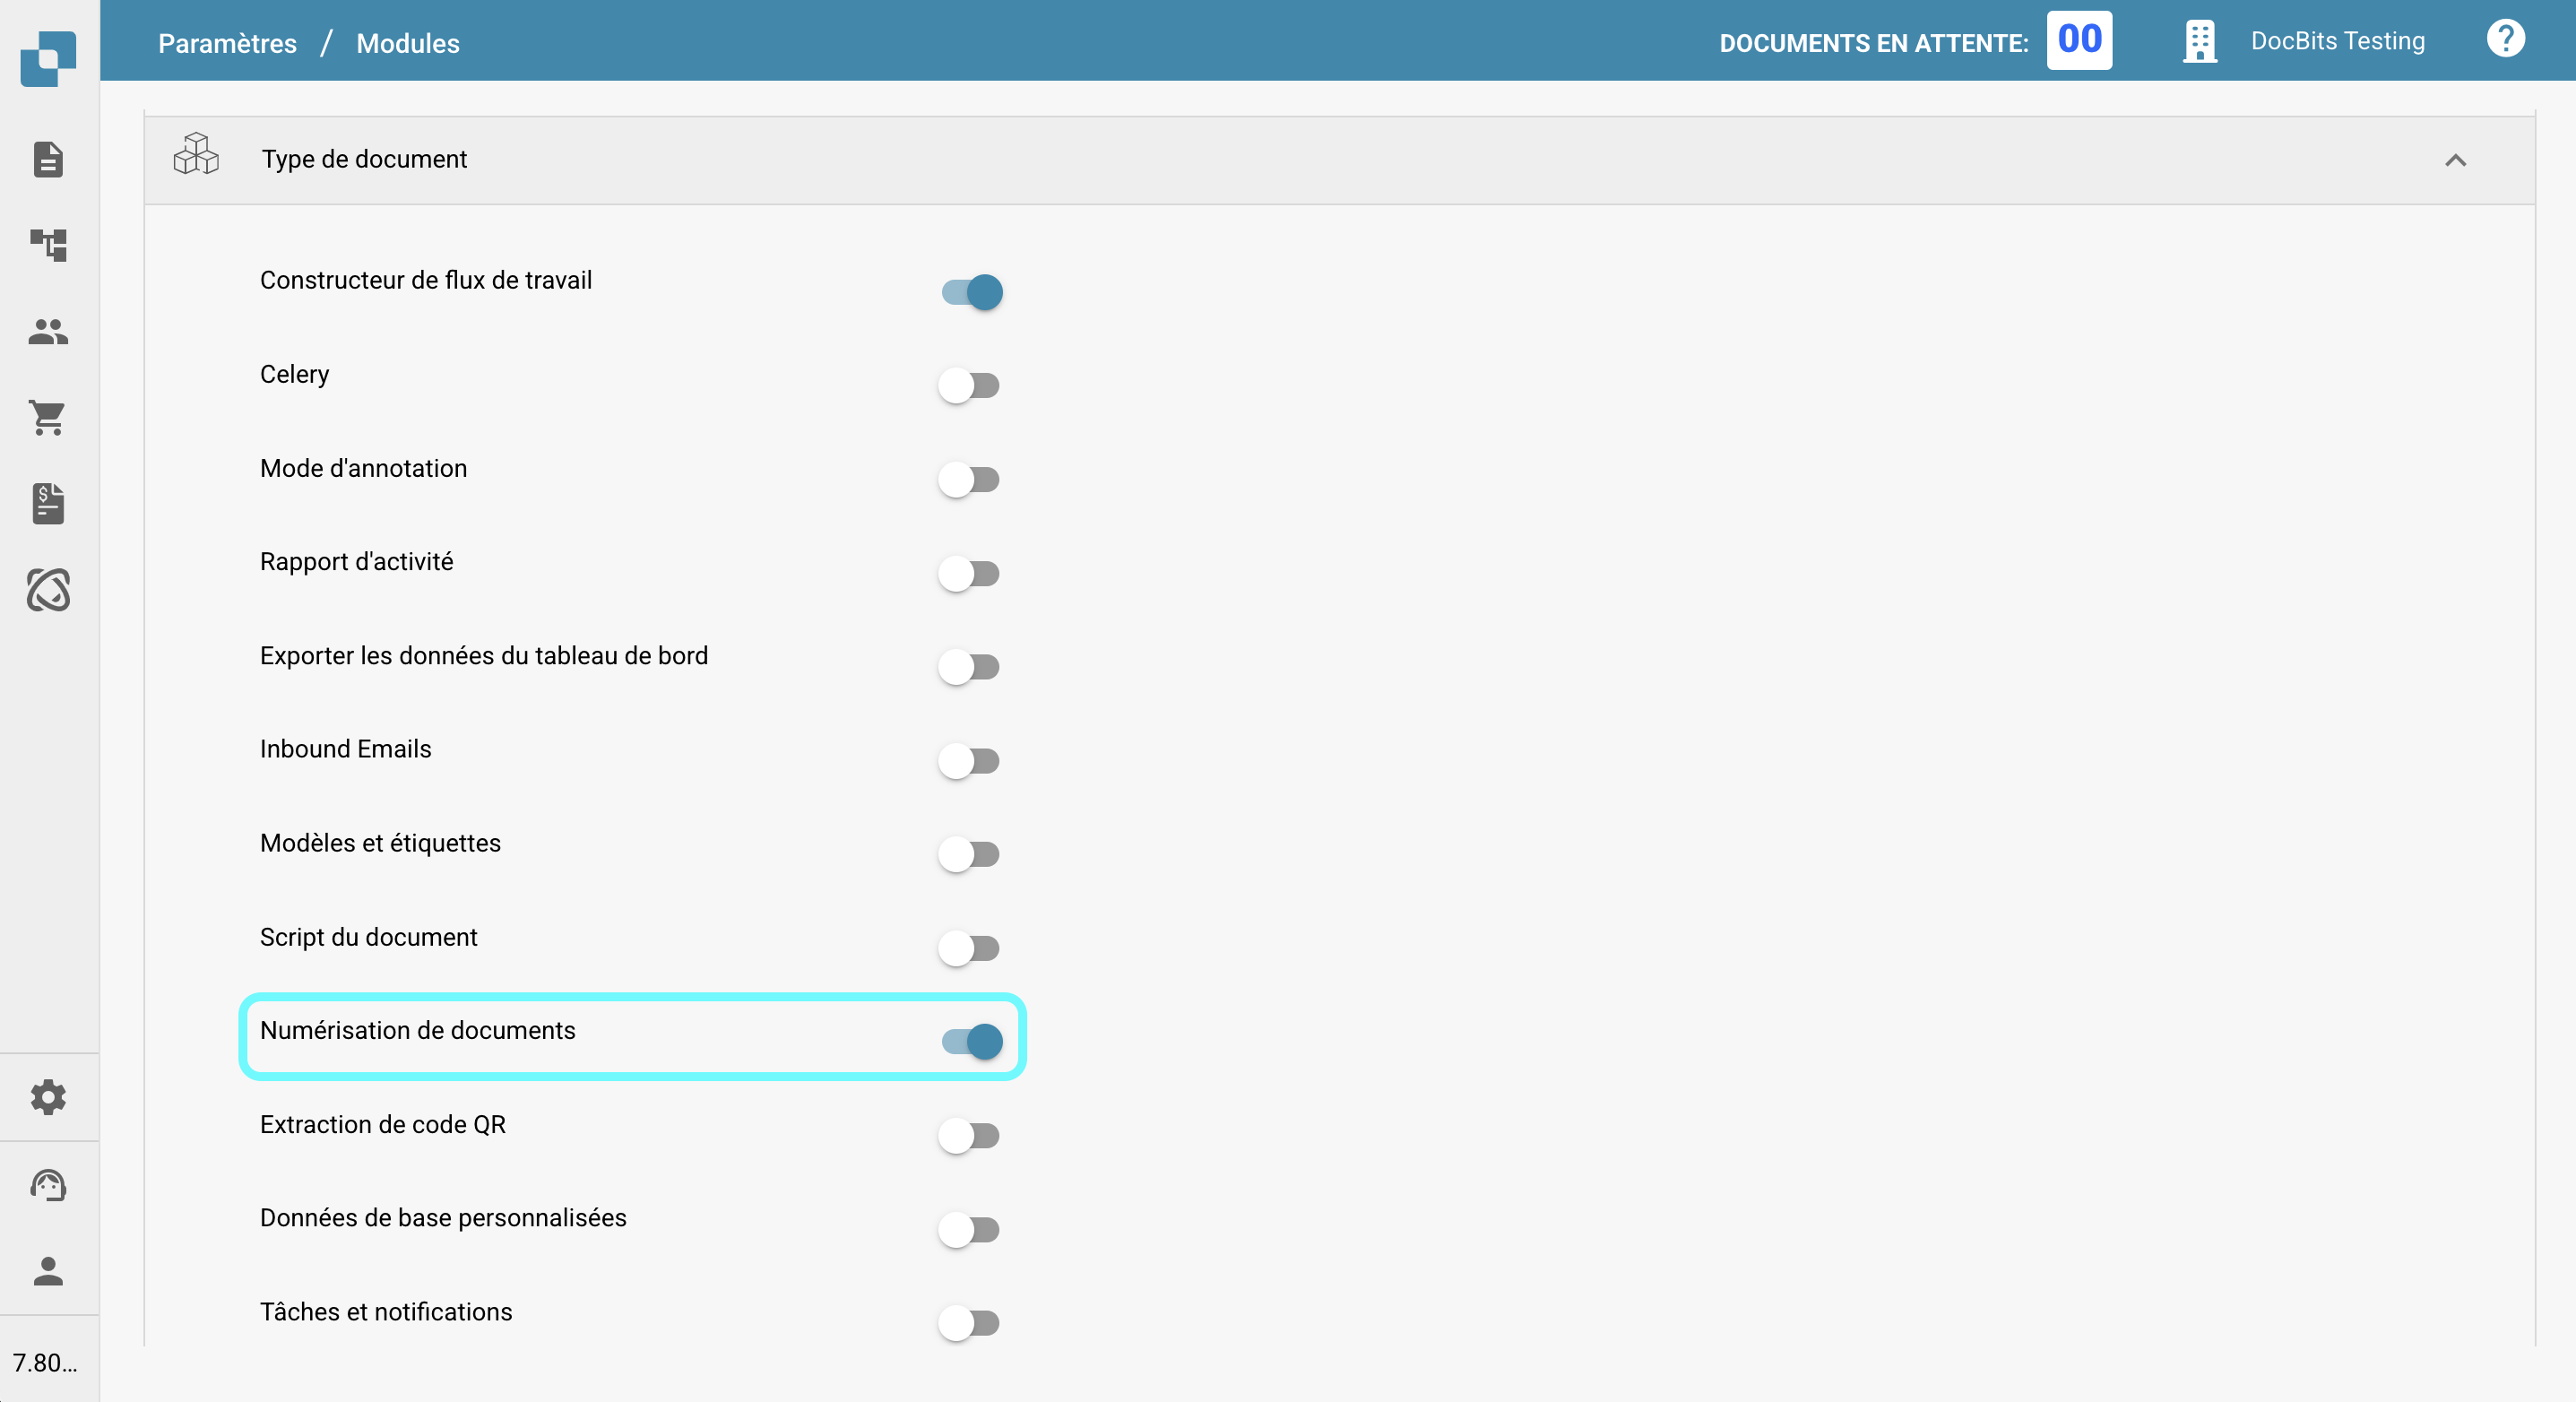 Paramètres / Modules
DOCUMENTS EN ATTENTE: 00
DocBits Testing
?
Type de document
Constructeur de flux de travail
Celery
Mode d'annotation
Rapport d'activité
Exporter les données du tableau de bord
Inbound Emails
Modèles et étiquettes
Script du document
Numérisation de documents
Extraction de code QR
Données de base personnalisées
Tâches et notifications
7.80...